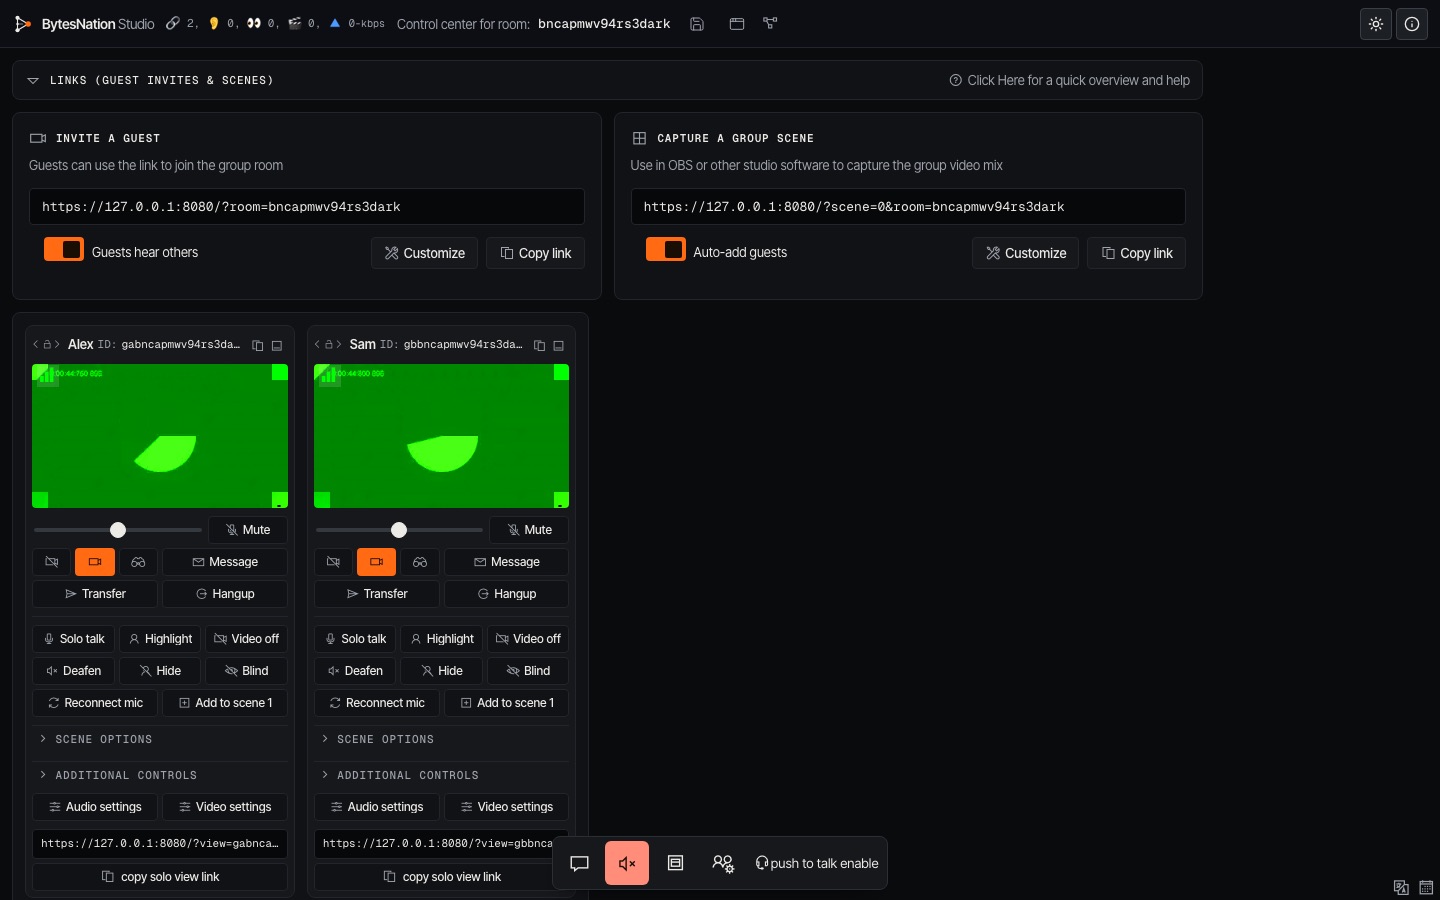 BytesNation Studio 2, 0, 0, 0, 0-kbps Control center for room: bncapmwv94rs3dark
LINKS (GUEST INVITES & SCENES) Click Here for a quick overview and help
INVITE A GUEST
Guests can use the link to join the group room
https://127.0.0.1:8080/?room=bncapmwv94rs3dark
Guests hear others Customize Copy link
CAPTURE A GROUP SCENE
Use in OBS or other studio software to capture the group video mix
https://127.0.0.1:8080/?scene=0&room=bncapmwv94rs3dark
Auto-add guests Customize Copy link
Alex ID: gabncapmwv94rs3da…
Mute
Message
Transfer Hangup
Solo talk Highlight Video off
Deafen Hide Blind
Reconnect mic Add to scene 1
SCENE OPTIONS
ADDITIONAL CONTROLS
Audio settings Video settings
https://127.0.0.1:8080/?view=gabnca…
copy solo view link
Sam ID: gbbncapmwv94rs3da…
Mute
Message
Transfer Hangup
Solo talk Highlight Video off
Deafen Hide Blind
Reconnect mic Add to scene 1
SCENE OPTIONS
ADDITIONAL CONTROLS
Audio settings Video settings
https://127.0.0.1:8080/?view=gbbnca
copy solo view link
push to talk enable